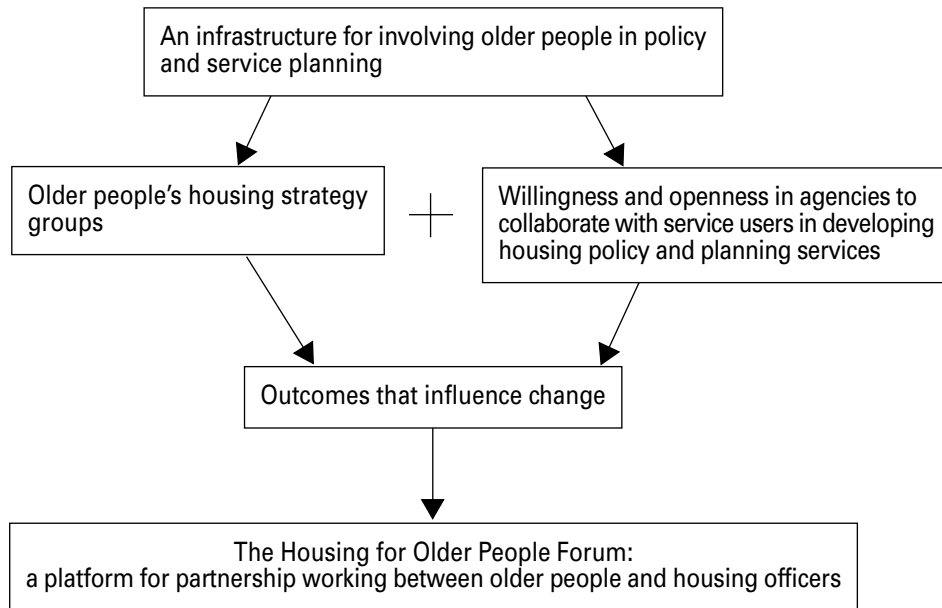 An infrastructure for involving older people in policy
and service planning
Older people’s housing strategy
groups
+
Willingness and openness in agencies to
collaborate with service users in developing
housing policy and planning services
Outcomes that influence change
The Housing for Older People Forum:
a platform for partnership working between older people and housing officers